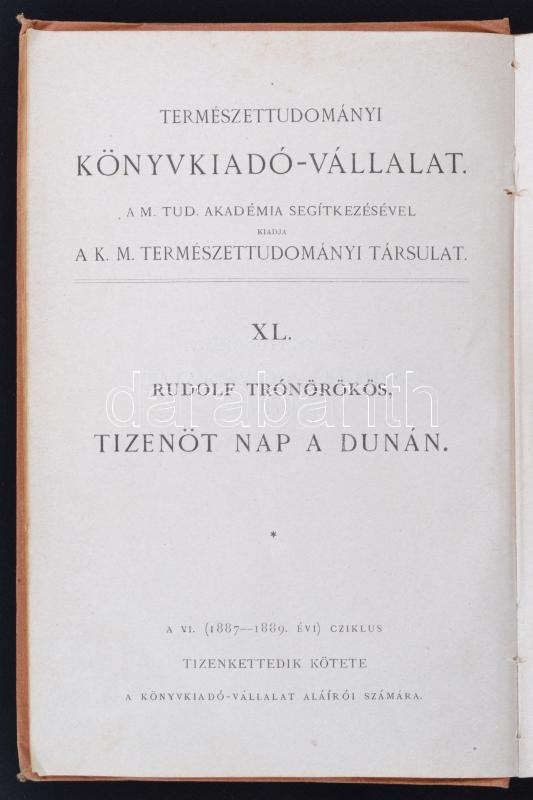 TERMÉSZETTUDOMÁNYI
KÖNYVKIADÓ-VÁLLALAT.
A M. TUD. AKADÉMIA SEGÍTKEZÉSÉVEL
KIADJA
A K. M. TERMÉSZETTUDOMÁNYI TÁRSULAT.
XL.
RUDOLF TRÓNÖRÖKÖS,
darabanth
TIZENÖT NAP A DUNÁN.
*
A VI. (1887—1889. ÉVI) CZIKLUS
TIZENKETTEDIK KÖTETE
A KÖNYVKIADÓ-VÁLLALAT ALÁÍRÓI SZÁMÁRA.